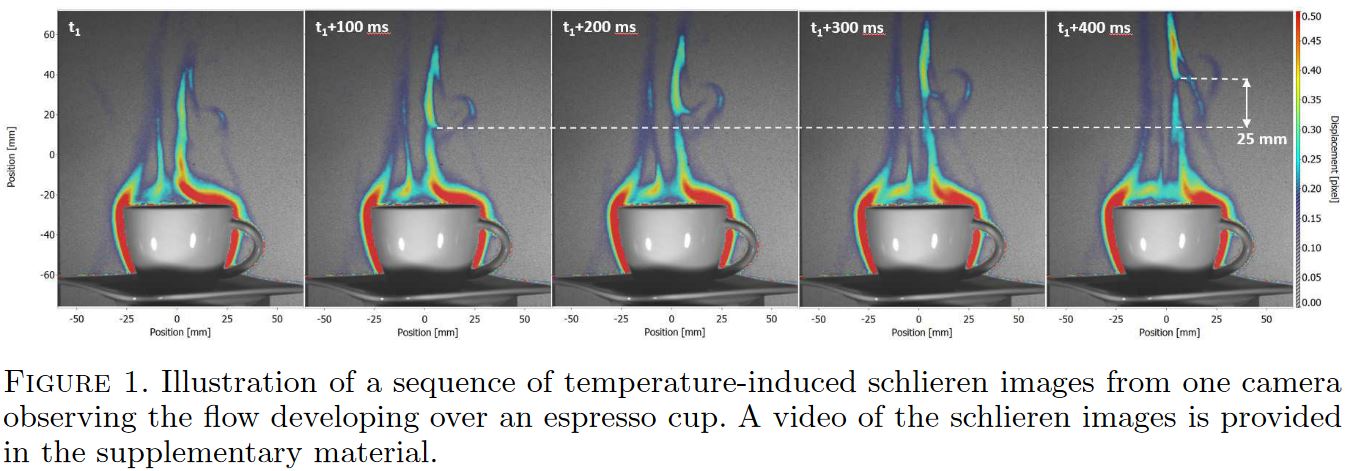 t1
t1+100 ms
t1+200 ms
t1+300 ms
t1+400 ms
60
40
20
0
-20
-40
-60
Position [mm]
25 mm
0.50
0.45
0.40
0.35
0.30
0.25
0.20
0.15
0.10
0.05
0.00
Displacement [pixel]
-50 -25 0 25 50
Position [mm]
-50 -25 0 25 50
Position [mm]
-50 -25 0 25 50
Position [mm]
-50 -25 0 25 50
Position [mm]
-50 -25 0 25 50
Position [mm]
FIGURE 1. Illustration of a sequence of temperature-induced schlieren images from one camera
observing the flow developing over an espresso cup. A video of the schlieren images is provided
in the supplementary material.